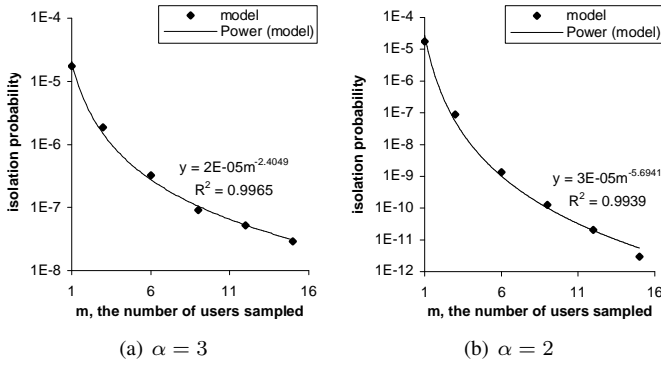 model
Power (model)
1E-4
1E-5
1E-6
1E-7
1E-8
isolation probability
y = 2E-05m^-2.4049
R² = 0.9965
1 6 11 16
m, the number of users sampled
(a) α = 3
model
Power (model)
1E-4
1E-5
1E-6
1E-7
1E-8
1E-9
1E-10
1E-11
1E-12
isolation probability
y = 3E-05m^-5.6941
R² = 0.9939
1 6 11 16
m, the number of users sampled
(b) α = 2